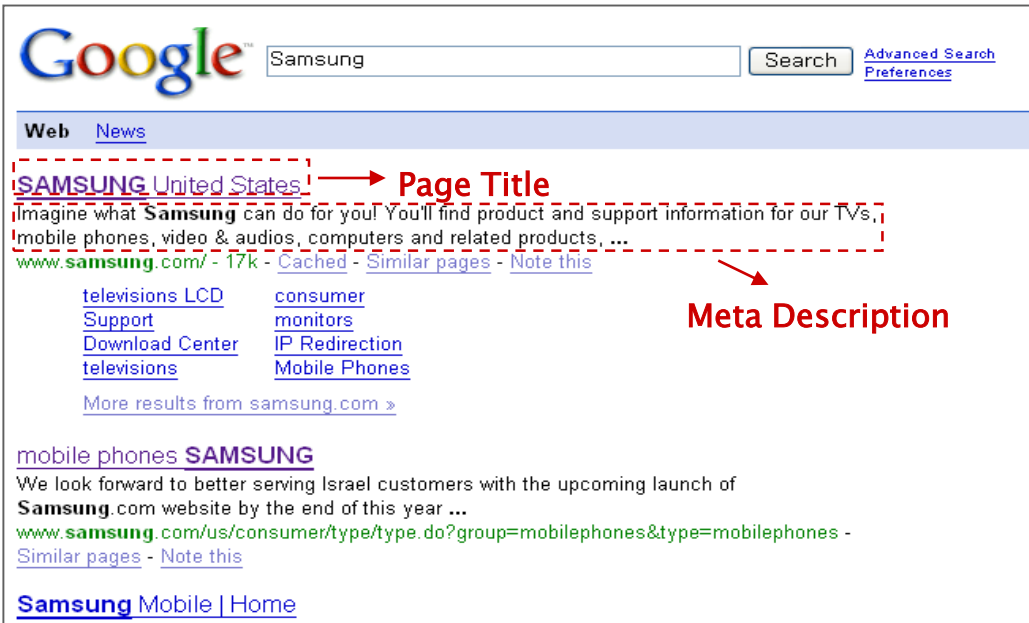 Google™ Samsung Search Advanced Search
Preferences
Web News
SAMSUNG United States
Page Title
Imagine what Samsung can do for you! You'll find product and support information for our TVs,
mobile phones, video & audios, computers and related products, ...
www.samsung.com/ - 17k - Cached - Similar pages - Note this
Meta Description
televisions LCD consumer
Support monitors
Download Center IP Redirection
televisions Mobile Phones
More results from samsung.com »
mobile phones SAMSUNG
We look forward to better serving Israel customers with the upcoming launch of
Samsung.com website by the end of this year ...
www.samsung.com/us/consumer/type/type.do?group=mobilephones&type=mobilephones -
Similar pages - Note this
Samsung Mobile | Home